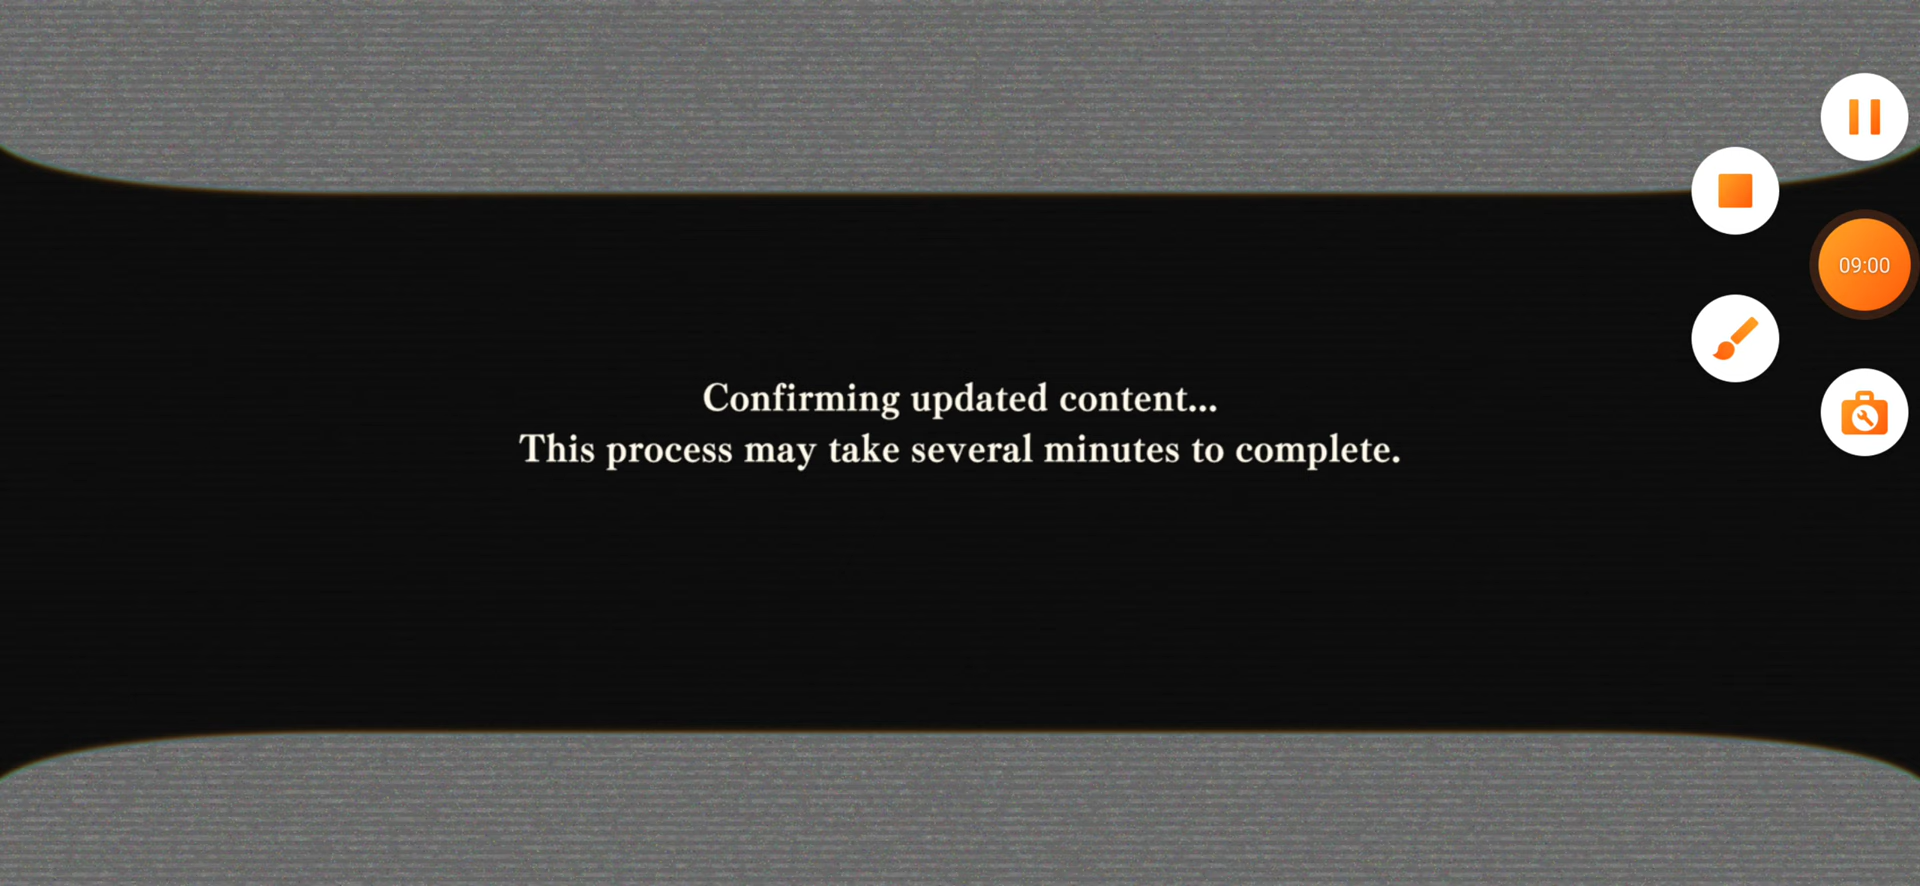 09:00
Confirming updated content...
This process may take several minutes to complete.